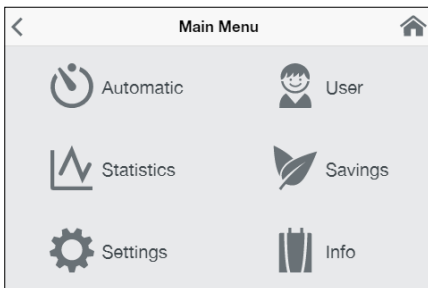 Main Menu
Automatic
User
Statistics
Savings
Settings
Info